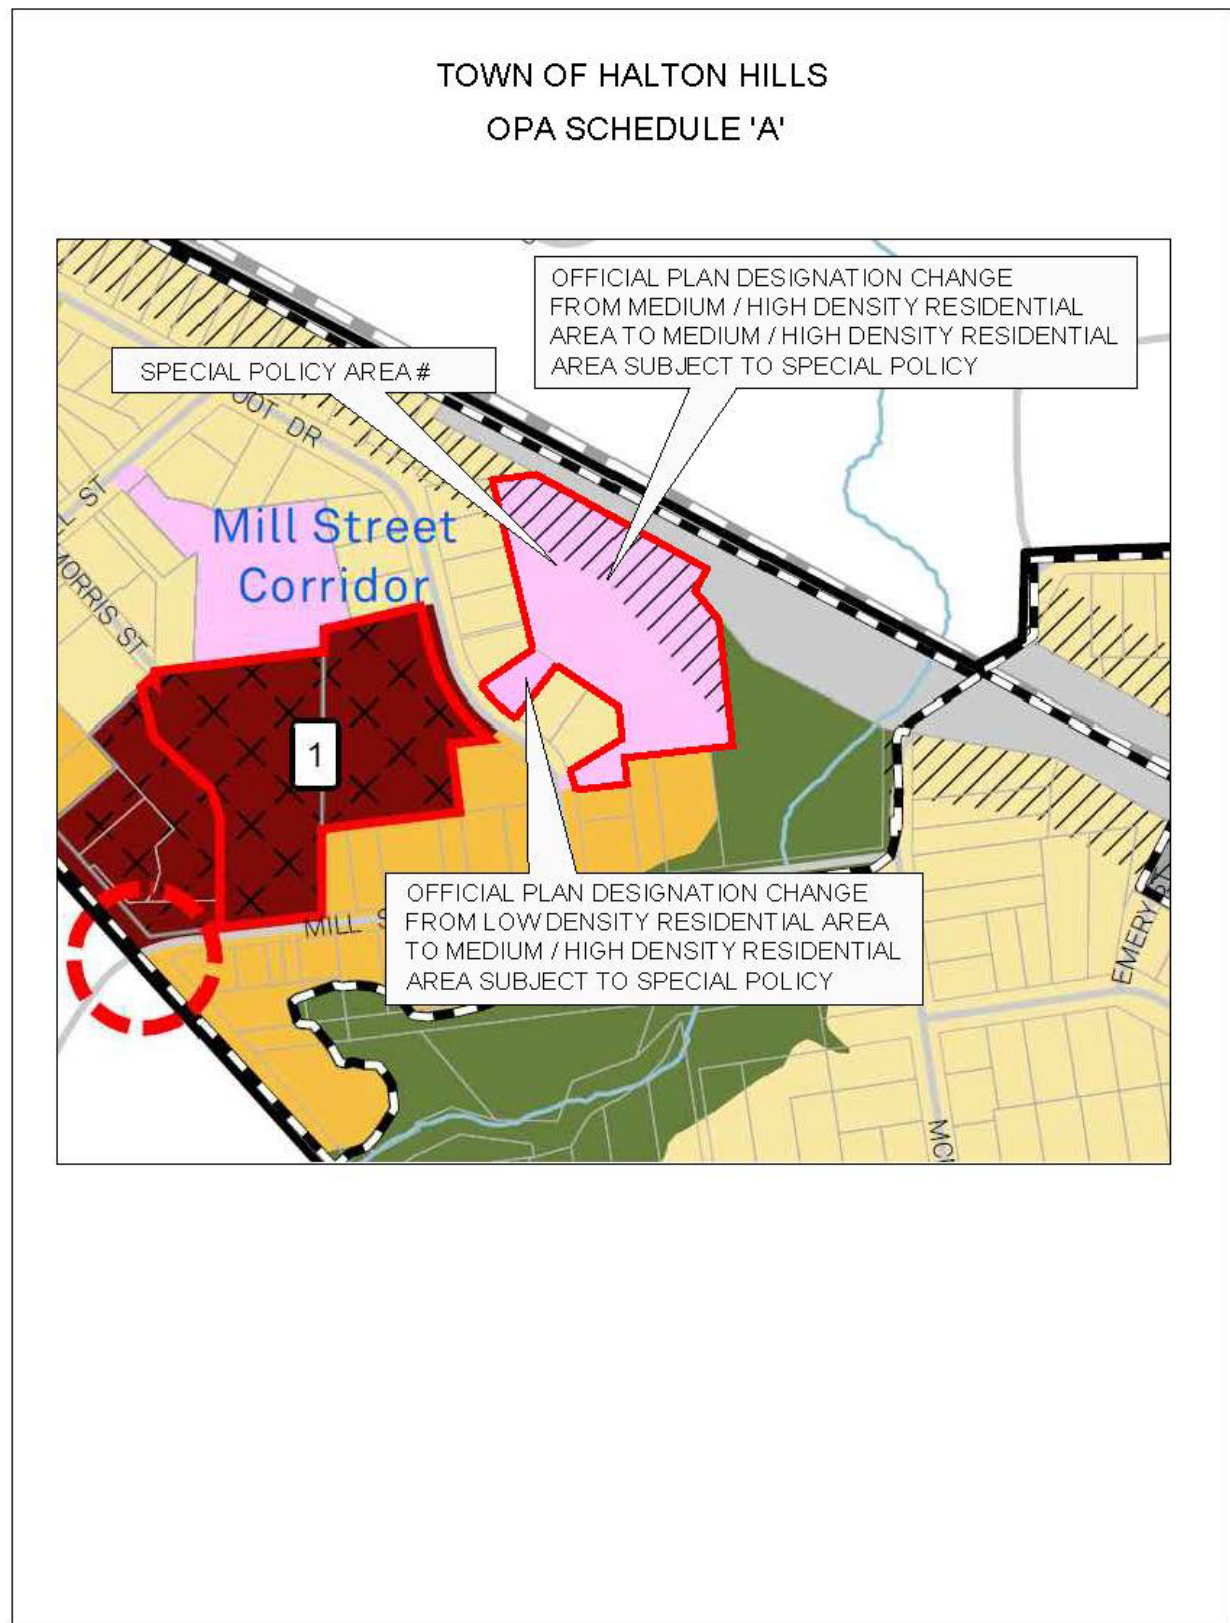 TOWN OF HALTON HILLS
OPA SCHEDULE 'A'
OFFICIAL PLAN DESIGNATION CHANGE
FROM MEDIUM / HIGH DENSITY RESIDENTIAL
AREA TO MEDIUM / HIGH DENSITY RESIDENTIAL
AREA SUBJECT TO SPECIAL POLICY
SPECIAL POLICY AREA #
OOT DR
L ST
Mill Street
Corridor
MORRIS ST
1
OFFICIAL PLAN DESIGNATION CHANGE
FROM LOW DENSITY RESIDENTIAL AREA
TO MEDIUM / HIGH DENSITY RESIDENTIAL
AREA SUBJECT TO SPECIAL POLICY
MILL S
EMERY